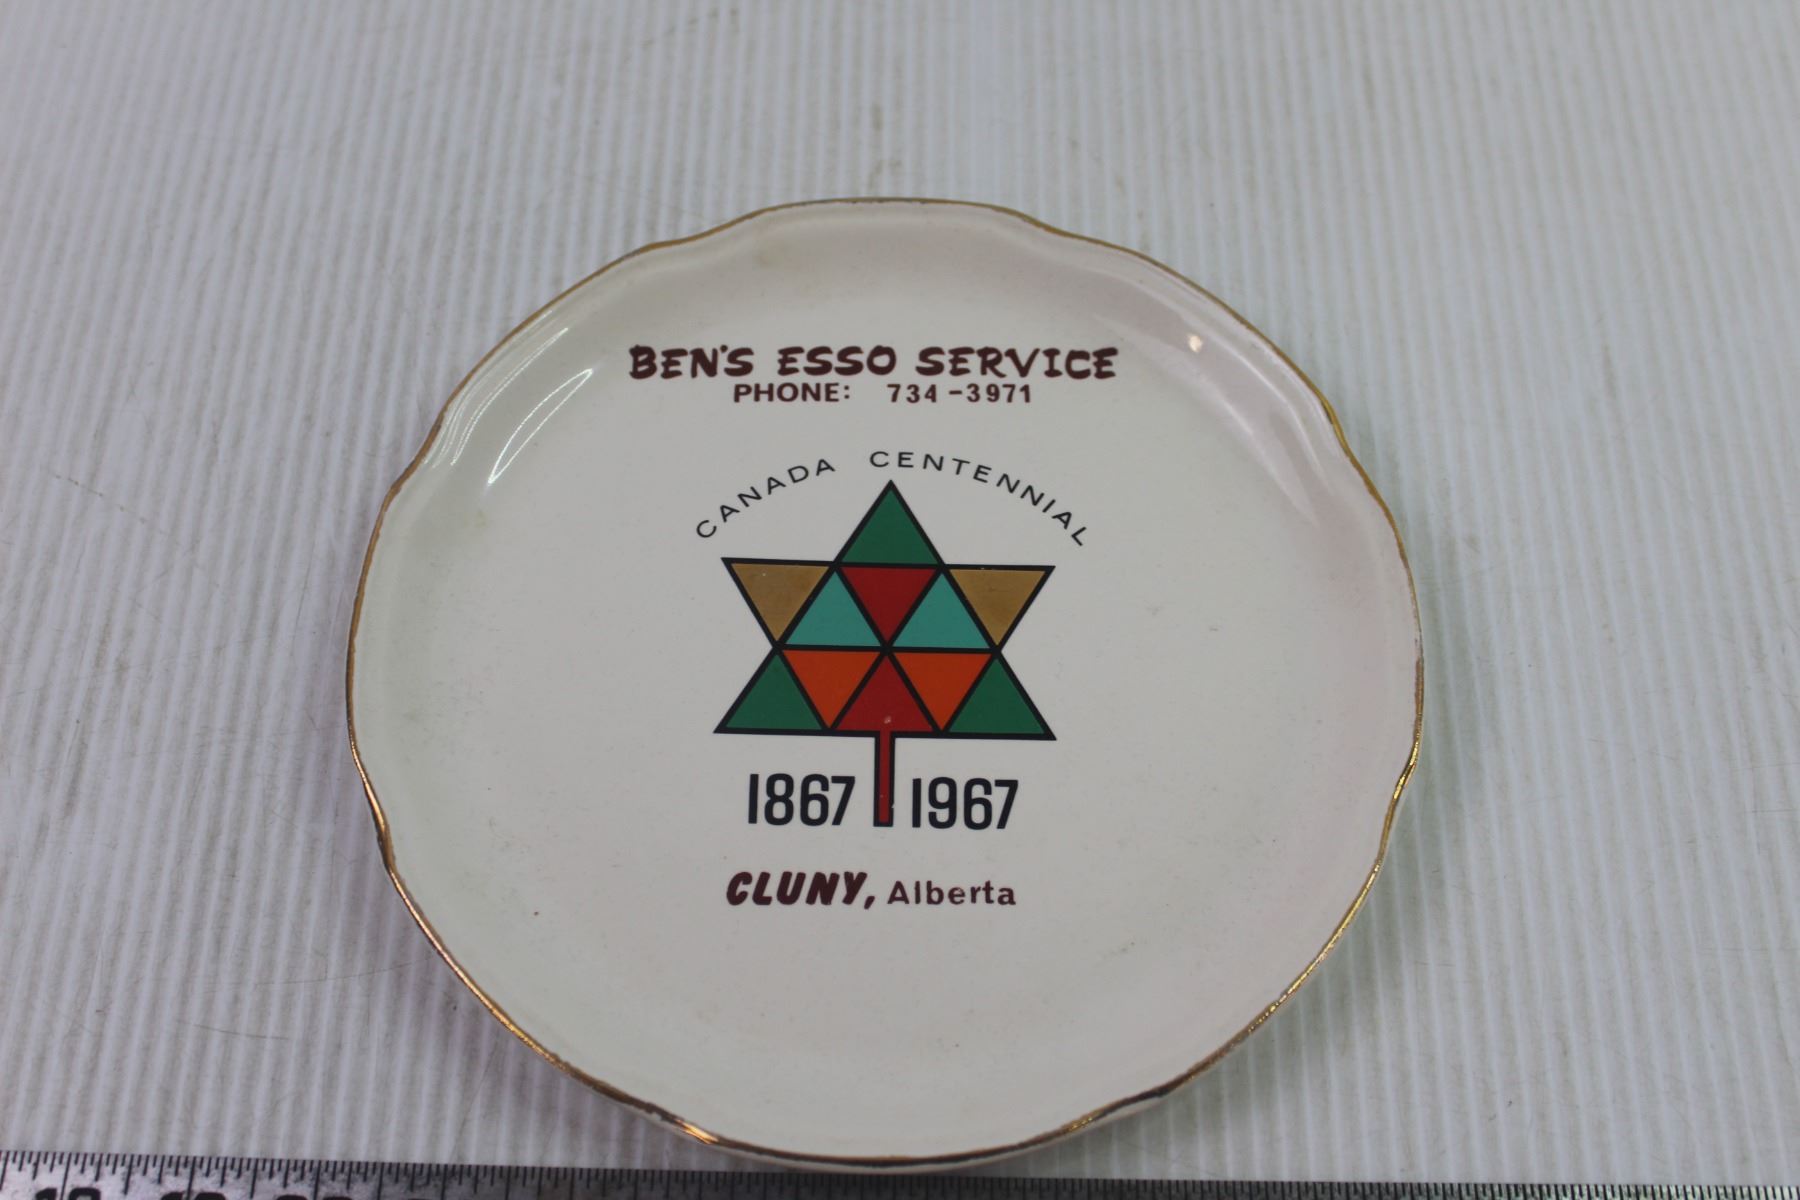 BEN'S ESSO SERVICE
PHONE: 734-3971
CANADA CENTENNIAL
1867 1967
CLUNY, Alberta